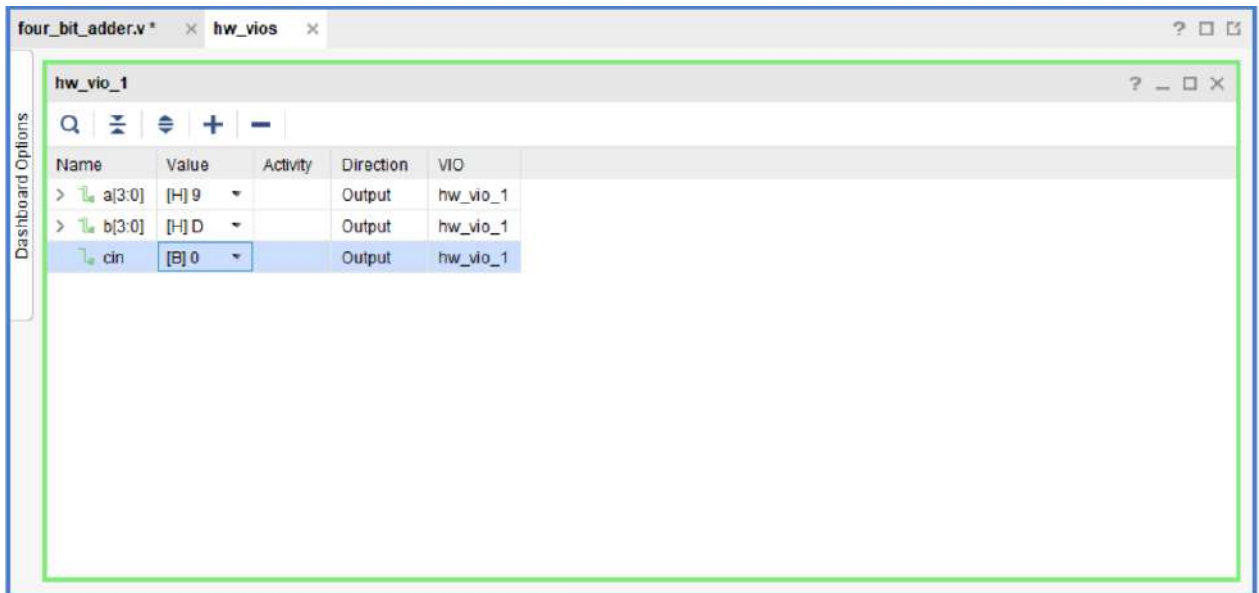 four_bit_adder.v * × hw_vios ×
?
Dashboard Options
hw_vio_1
?
Name Value Activity Direction VIO
a[3:0] [H] 9 Output hw_vio_1
b[3:0] [H] D Output hw_vio_1
cin [B] 0 Output hw_vio_1